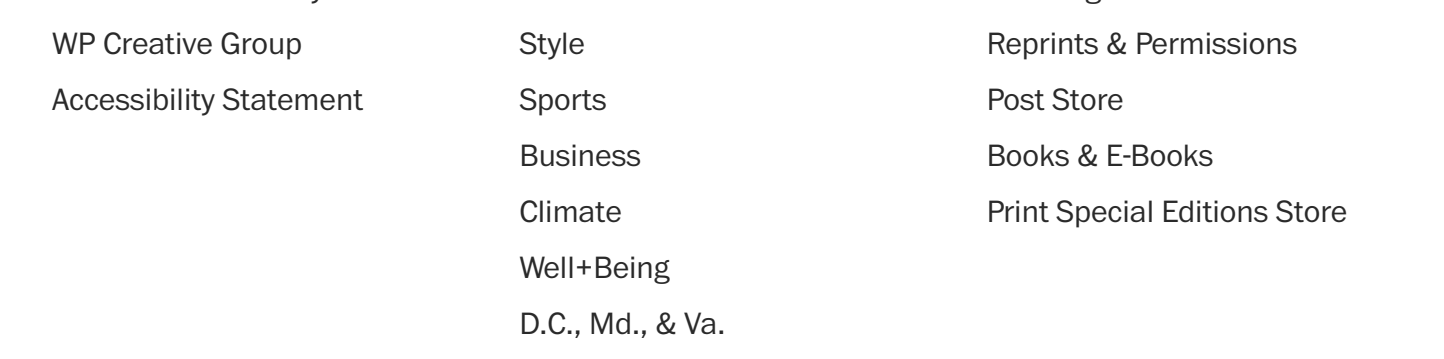 WP Creative Group
Accessibility Statement
Style
Sports
Business
Climate
Well+Being
D.C., Md., & Va.
Reprints & Permissions
Post Store
Books & E-Books
Print Special Editions Store